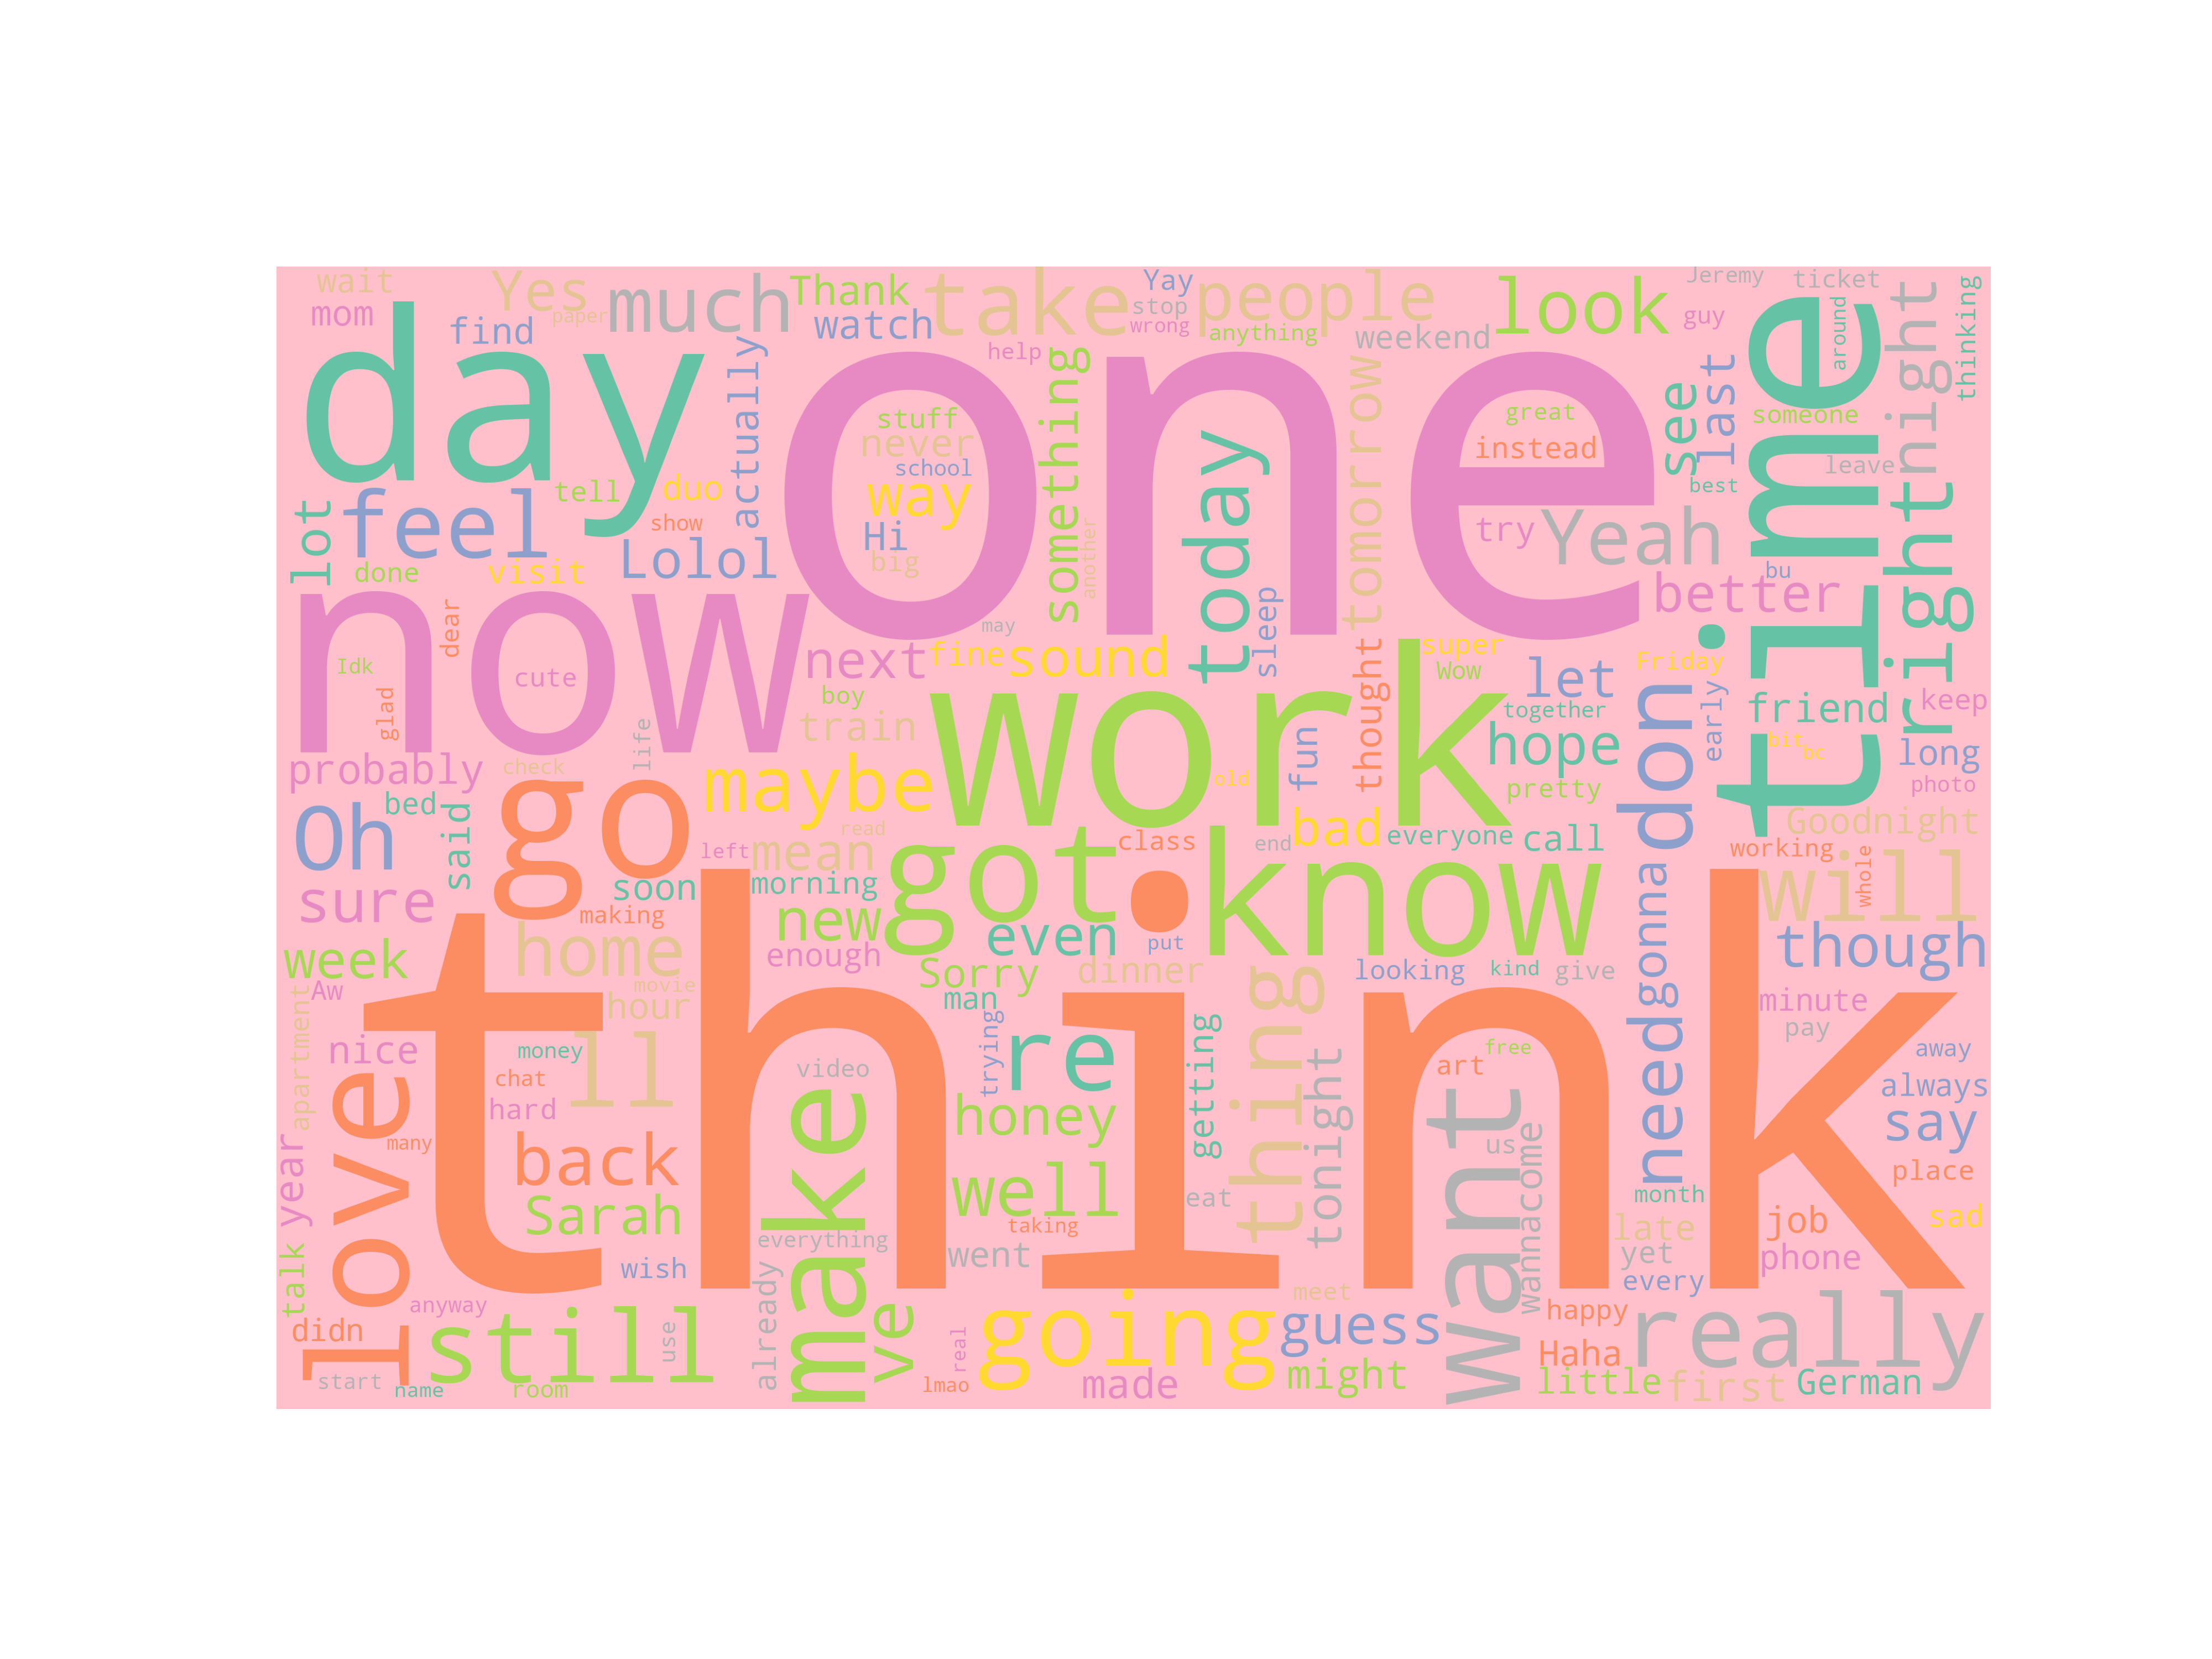 wait
Yes
much
Thank
take
Yay
people
look
Jeremy
ticket
mom
find
paper
watch
stop
wrong
anything
weekend
guy
around
thinking
day
one
time
night
actually
help
something
tomorrow
see
last
someone
stuff
never
school
great
instead
leave
best
lot
feel
tell
duo
show
way
Hi
big
another
today
try
Yeah
right
done
visit
Lolol
bu
better
now
dear
Idk
cute
glad
may
next
fine
sound
sleep
thought
super
Wow
let
don
Friday
early
friend
keep
boy
train
work
together
hope
bit
bc
long
photo
life
probably
check
maybe
old
fun
pretty
Oh
bed
said
go
read
mean
left
got
class
end
bad
everyone
call
know
Goodnight
working
whole
will
sure
soon
morning
making
new
even
put
week
home
enough
Sorry
dinner
looking
kind
give
gonna
though
Aw
think
movie
hour
man
thing
minute
apartment
nice
money
ll
video
trying
re
getting
tonight
art
free
need
pay
away
chat
hard
make
honey
want
us
wannacome
always
say
love
many
back
well
eat
month
place
year
Sarah
taking
late
job
sad
talk
wish
everything
already
went
yet
phone
every
anyway
ve
meet
didn
still
use
real
going
guess
happy
really
Haha
start
name
room
lmao
made
might
little
first
German